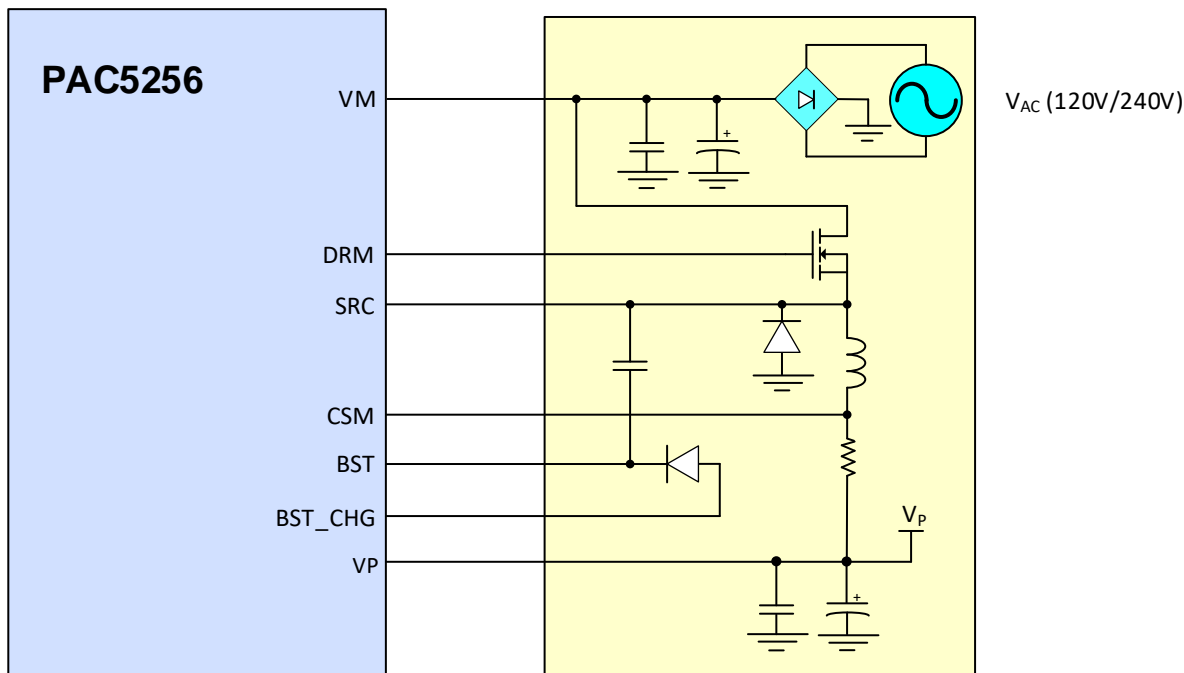 PAC5256
VM
V_AC (120V/240V)
+
DRM
SRC
CSM
BST
BST_CHG
V_P
VP
+